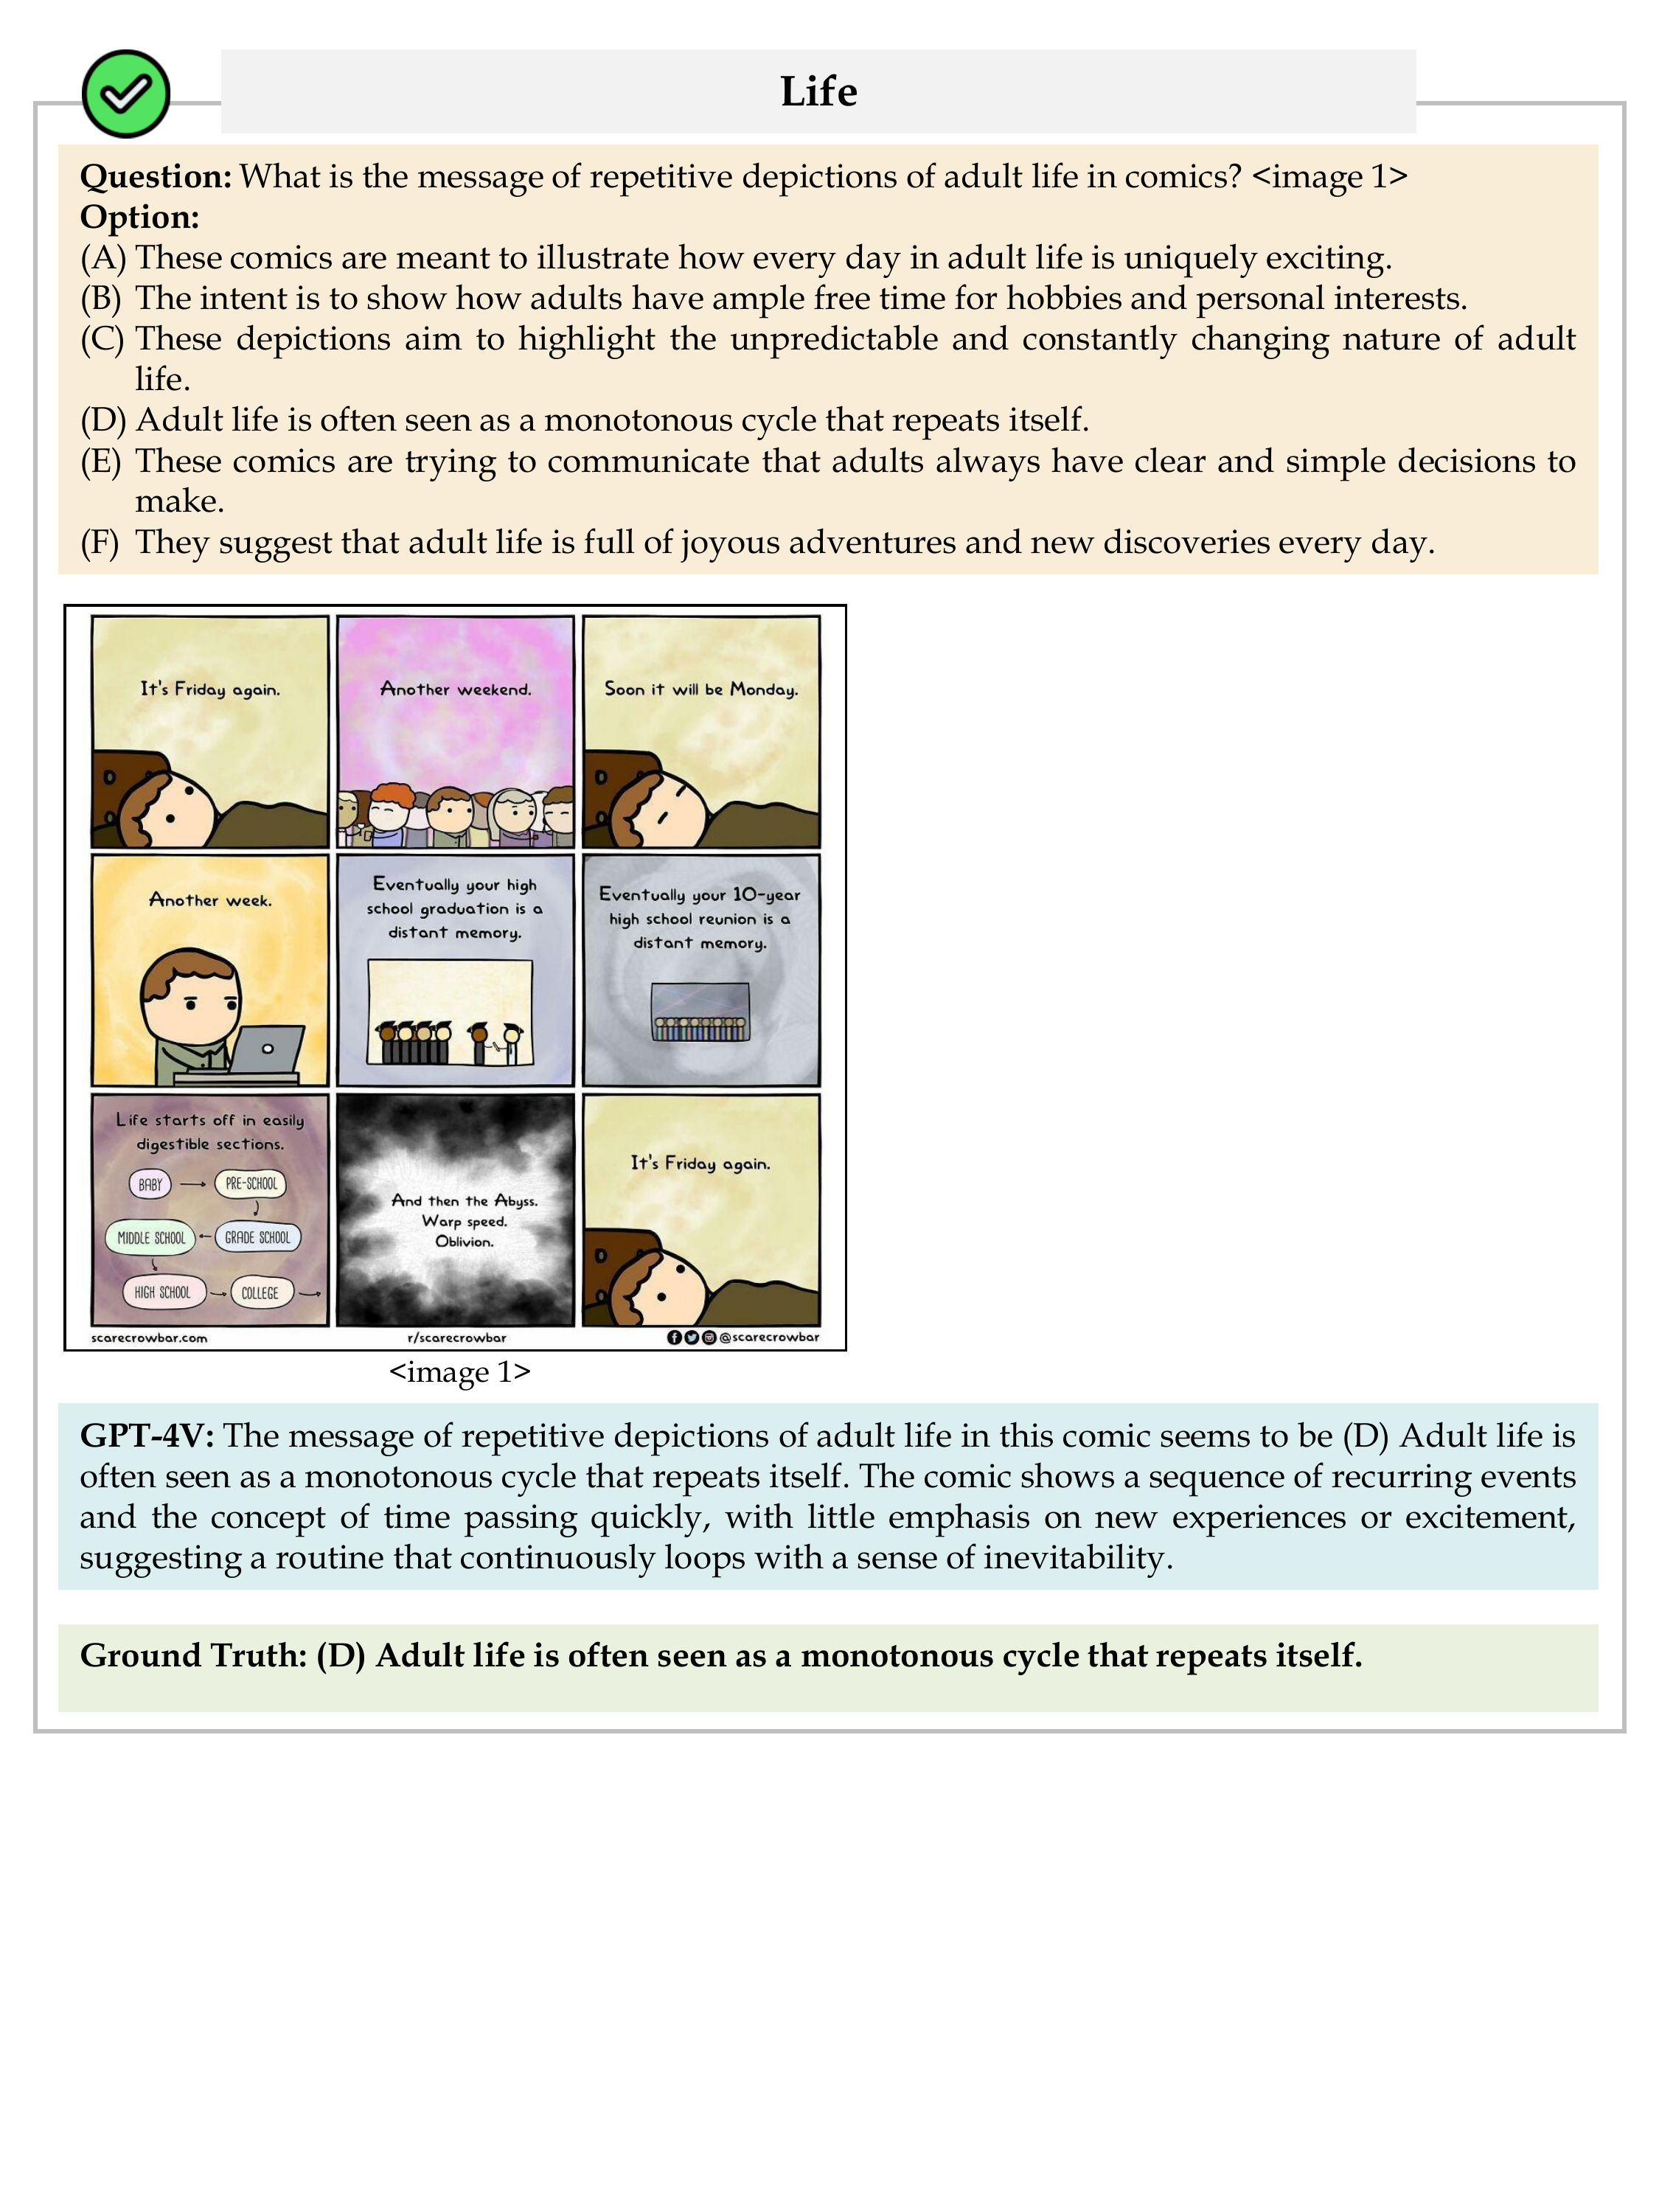 Life
Question: What is the message of repetitive depictions of adult life in comics? <image 1>
Option:
(A) These comics are meant to illustrate how every day in adult life is uniquely exciting.
(B) The intent is to show how adults have ample free time for hobbies and personal interests.
(C) These depictions aim to highlight the unpredictable and constantly changing nature of adult
life.
(D) Adult life is often seen as a monotonous cycle that repeats itself.
(E) These comics are trying to communicate that adults always have clear and simple decisions to
make.
(F) They suggest that adult life is full of joyous adventures and new discoveries every day.
It's Friday again.
Another weekend.
Soon it will be Monday.
Another week.
Eventually your high
school graduation is a
distant memory.
Eventually your 10-year
high school reunion is a
distant memory.
Life starts off in easily
digestible sections.
BABY
PRE-SCHOOL
GRADE SCHOOL
MIDDLE SCHOOL
HIGH SCHOOL
COLLEGE
And then the Abyss.
Warp speed.
Oblivion.
It's Friday again.
scarecrowbar.com
r/scarecrowbar
@scarecrowbar
<image 1>
GPT-4V: The message of repetitive depictions of adult life in this comic seems to be (D) Adult life is
often seen as a monotonous cycle that repeats itself. The comic shows a sequence of recurring events
and the concept of time passing quickly, with little emphasis on new experiences or excitement,
suggesting a routine that continuously loops with a sense of inevitability.
Ground Truth: (D) Adult life is often seen as a monotonous cycle that repeats itself.